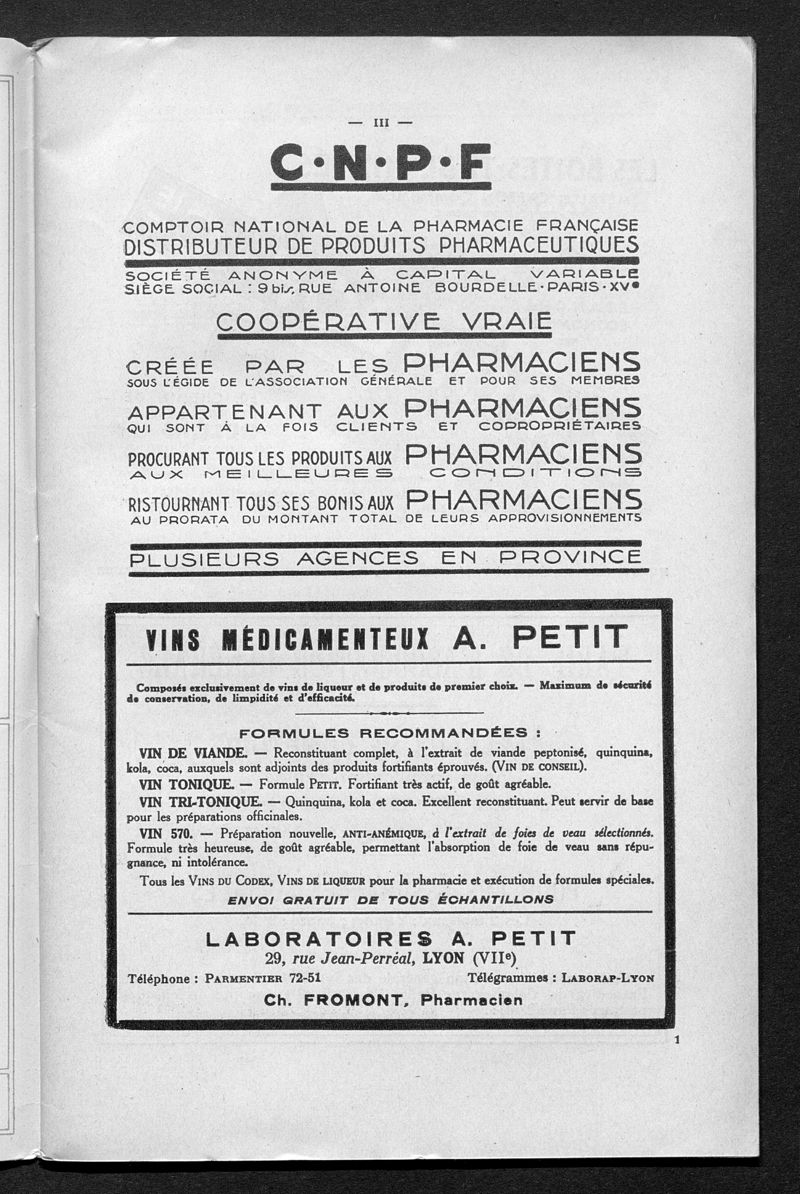 — III —
C·N·P·F
COMPTOIR NATIONAL DE LA PHARMACIE FRANÇAISE
DISTRIBUTEUR DE PRODUITS PHARMACEUTIQUES
SOCIÉTÉ ANONYME À CAPITAL VARIABLE
SIÈGE SOCIAL : 9 bis, RUE ANTOINE BOURDELLE · PARIS · XVe
COOPÉRATIVE VRAIE
CRÉÉE PAR LES PHARMACIENS
SOUS L'ÉGIDE DE L'ASSOCIATION GÉNÉRALE ET POUR SES MEMBRES
APPARTENANT AUX PHARMACIENS
QUI SONT À LA FOIS CLIENTS ET COPROPRIÉTAIRES
PROCURANT TOUS LES PRODUITS AUX PHARMACIENS
AUX MEILLEURES CONDITIONS
RISTOURNANT TOUS SES BONIS AUX PHARMACIENS
AU PRORATA DU MONTANT TOTAL DE LEURS APPROVISIONNEMENTS
PLUSIEURS AGENCES EN PROVINCE
VINS MÉDICAMENTEUX A. PETIT
Composés exclusivement de vins de liqueur et de produits de premier choix. — Maximum de sécurité
de conservation, de limpidité et d'efficacité.
FORMULES RECOMMANDÉES :
VIN DE VIANDE. — Reconstituant complet, à l'extrait de viande peptonisé, quinquina,
kola, coca, auxquels sont adjoints des produits fortifiants éprouvés. (VIN DE CONSEIL).
VIN TONIQUE. — Formule PETIT. Fortifiant très actif, de goût agréable.
VIN TRI-TONIQUE. — Quinquina, kola et coca. Excellent reconstituant. Peut servir de base
pour les préparations officinales.
VIN 570. — Préparation nouvelle, ANTI-ANÉMIQUE, à l'extrait de foies de veau sélectionnés.
Formule très heureuse, de goût agréable, permettant l'absorption de foie de veau sans répu-
gnance, ni intolérance.
Tous les VINS DU CODEX, VINS DE LIQUEUR pour la pharmacie et exécution de formules spéciales.
ENVOI GRATUIT DE TOUS ÉCHANTILLONS
LABORATOIRES A. PETIT
29, rue Jean-Perréal, LYON (VIIe)
Téléphone : PARMENTIER 72-51 Télégrammes : LABORAP-LYON
Ch. FROMONT, Pharmacien
1